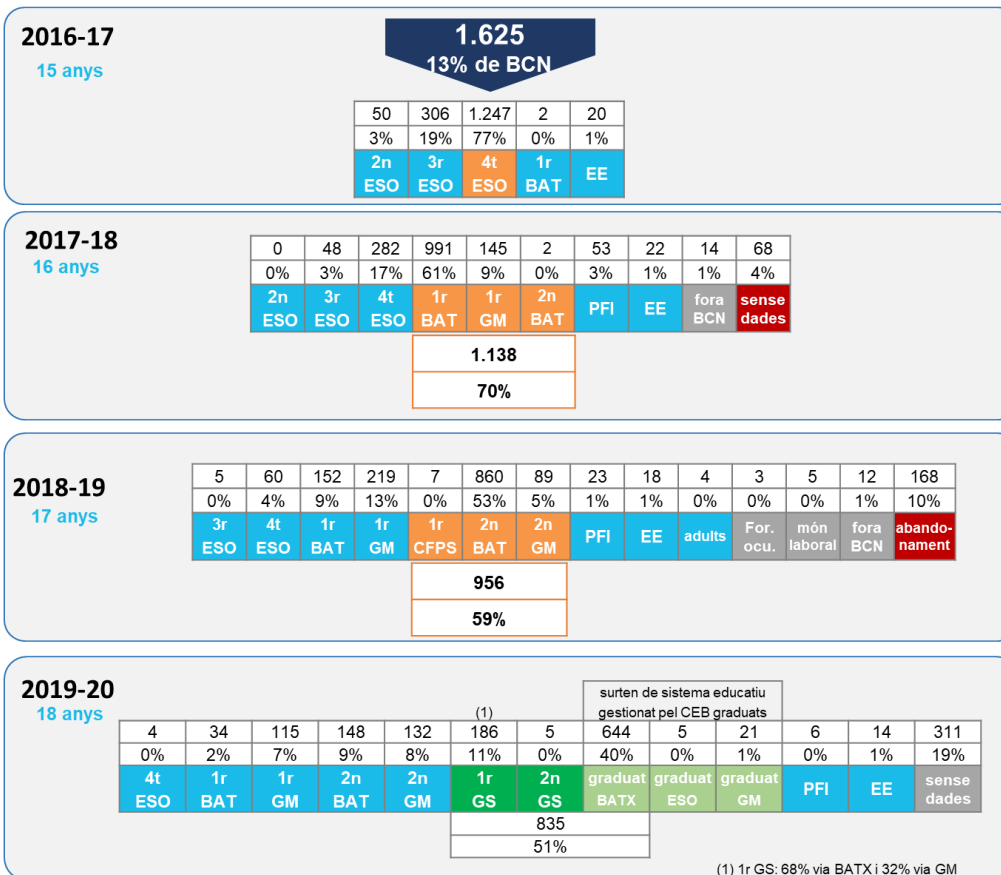 2016-17
15 anys
1.625
13% de BCN
50 306 1.247 2 20
3% 19% 77% 0% 1%
2n ESO 3r ESO 4t ESO 1r BAT EE
2017-18
16 anys
0 48 282 991 145 2 53 22 14 68
0% 3% 17% 61% 9% 0% 3% 1% 1% 4%
2n ESO 3r ESO 4t ESO 1r BAT 1r GM 2n BAT PFI EE fora BCN sense dades
1.138
70%
2018-19
17 anys
5 60 152 219 7 860 89 23 18 4 3 5 12 168
0% 4% 9% 13% 0% 53% 5% 1% 1% 0% 0% 0% 1% 10%
3r ESO 4t ESO 1r BAT 1r GM 1r CFPS 2n BAT 2n GM PFI EE adults For. ocu. món laboral fora BCN abando-nament
956
59%
2019-20
18 anys
surten de sistema educatiu
gestionat pel CEB graduats
(1)
4 34 115 148 132 186 5 644 5 21 6 14 311
0% 2% 7% 9% 8% 11% 0% 40% 0% 1% 0% 1% 19%
4t ESO 1r BAT 1r GM 2n BAT 2n GM 1r GS 2n GS graduat BATX graduat ESO graduat GM PFI EE sense dades
835
51%
(1) 1r GS: 68% via BATX i 32% via GM